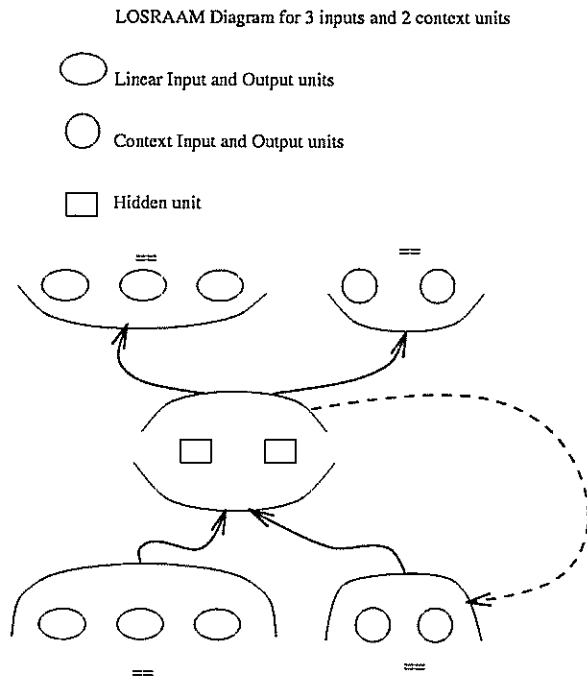 LOSRAAM Diagram for 3 inputs and 2 context units
Linear Input and Output units
Context Input and Output units
Hidden unit
==
==
==
==